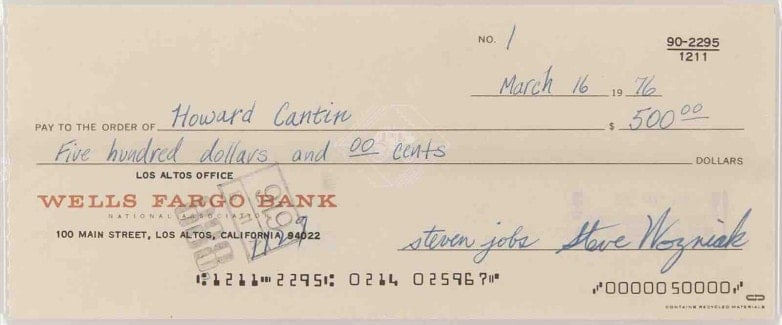 NO. 1
90-2295
1211
March 16 1976
PAY TO THE ORDER OF Howard Cantin $ 500 00
Five hundred dollars and 00 cents DOLLARS
LOS ALTOS OFFICE
WELLS FARGO BANK
NATIONAL ASSOCIATION
100 MAIN STREET, LOS ALTOS, CALIFORNIA 94022
steven jobs Steve Wozniak
⑆1211⑉2295⑆ 0214 025967⑈ ⑇0000050000⑇
CONTAINS RECYCLED MATERIALS